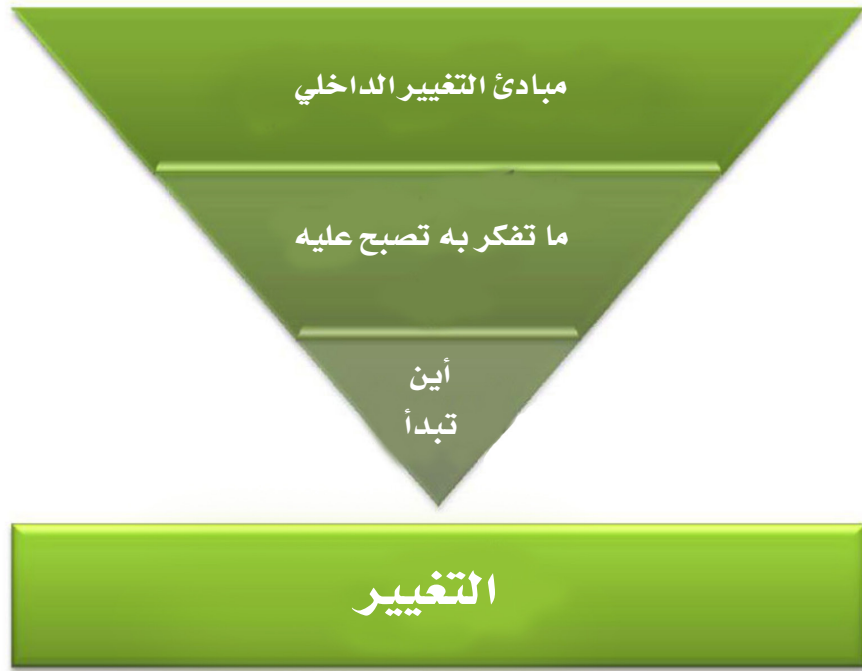 مبادئ التغيير الداخلي
ما تفكر به تصبح عليه
أين
تبدأ
التغيير